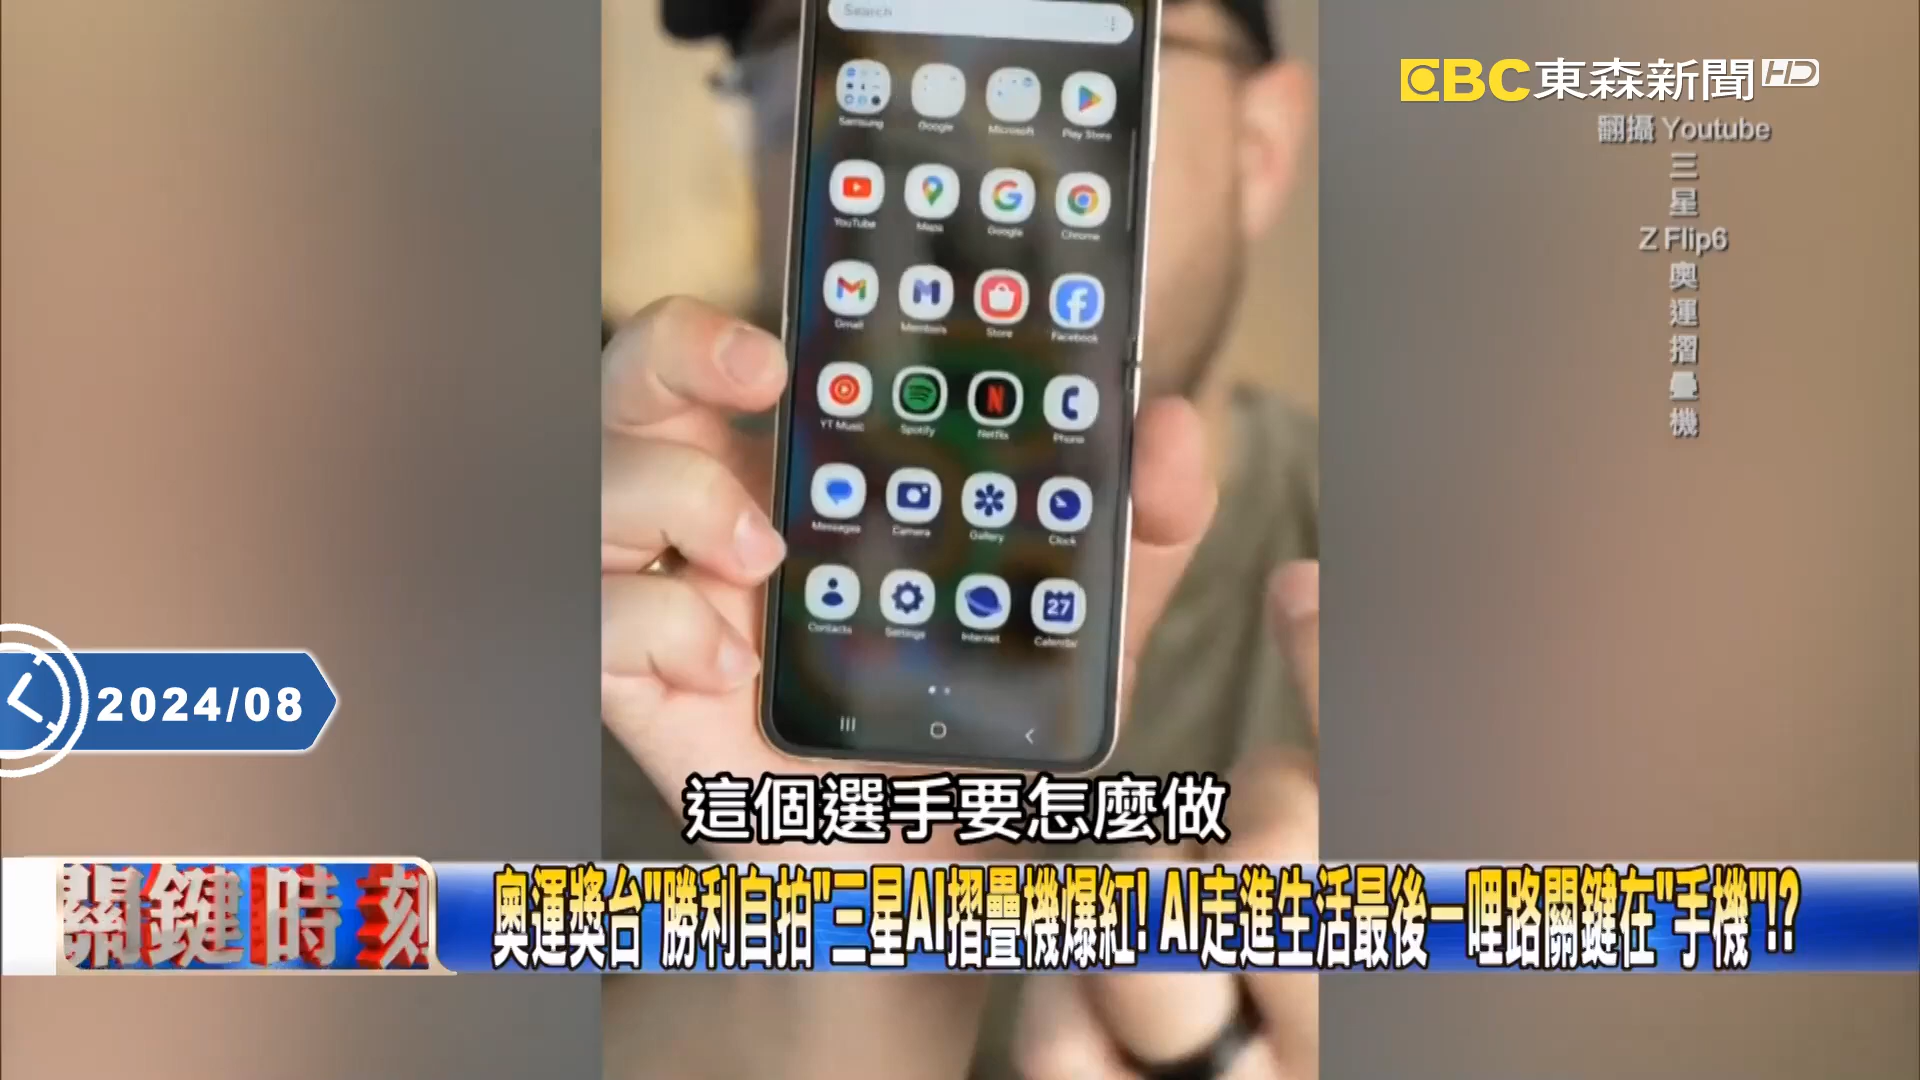 Search
EBC東森新聞HD
翻攝 Youtube
三星
Z Flip6
奧運摺疊機
Samsung
Google
Microsoft
Play Store
YouTube
Maps
Google
Chrome
Gmail
Members
Store
Facebook
YT Music
Spotify
Netflix
Phone
Messages
Camera
Gallery
Clock
Contacts
Settings
Internet
27
Calendar
2024/08
這個選手要怎麼做
關鍵時刻
奧運獎台"勝利自拍"三星AI摺疊機爆紅! AI走進生活最後一哩路關鍵在"手機"!?